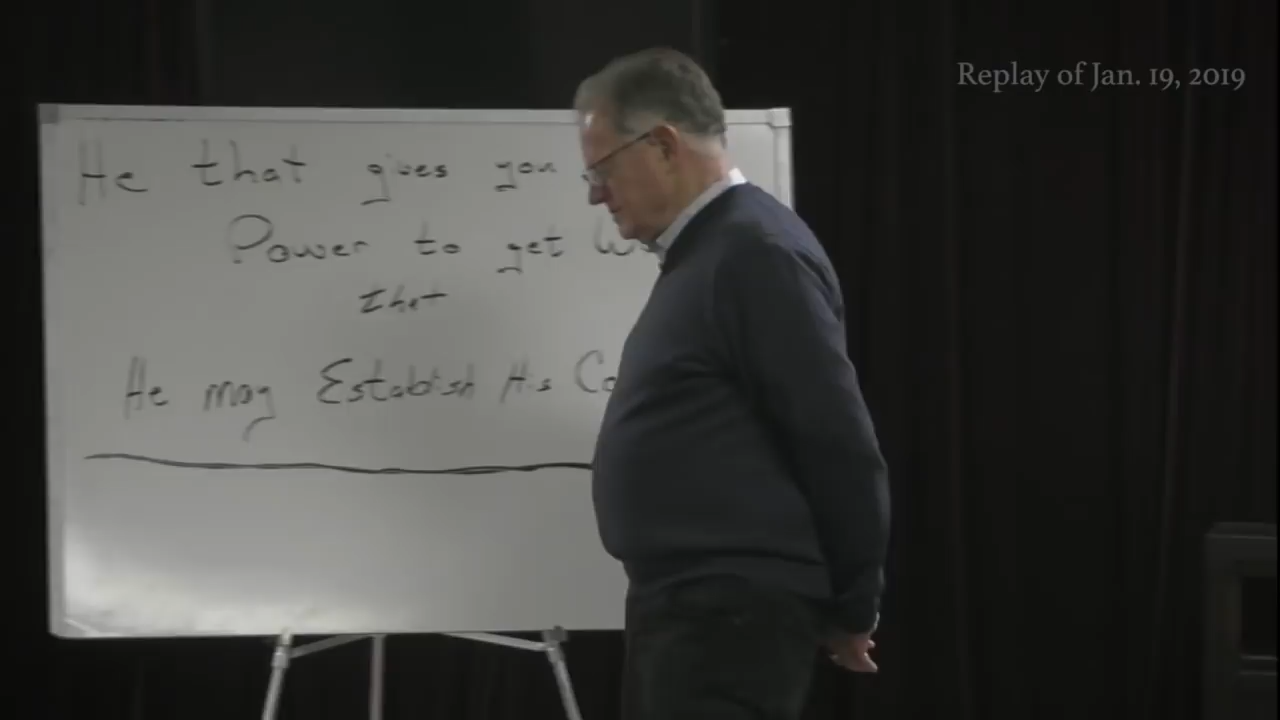 Replay of Jan. 19, 2019
He that gives you
Power to get
that
He may Establish His